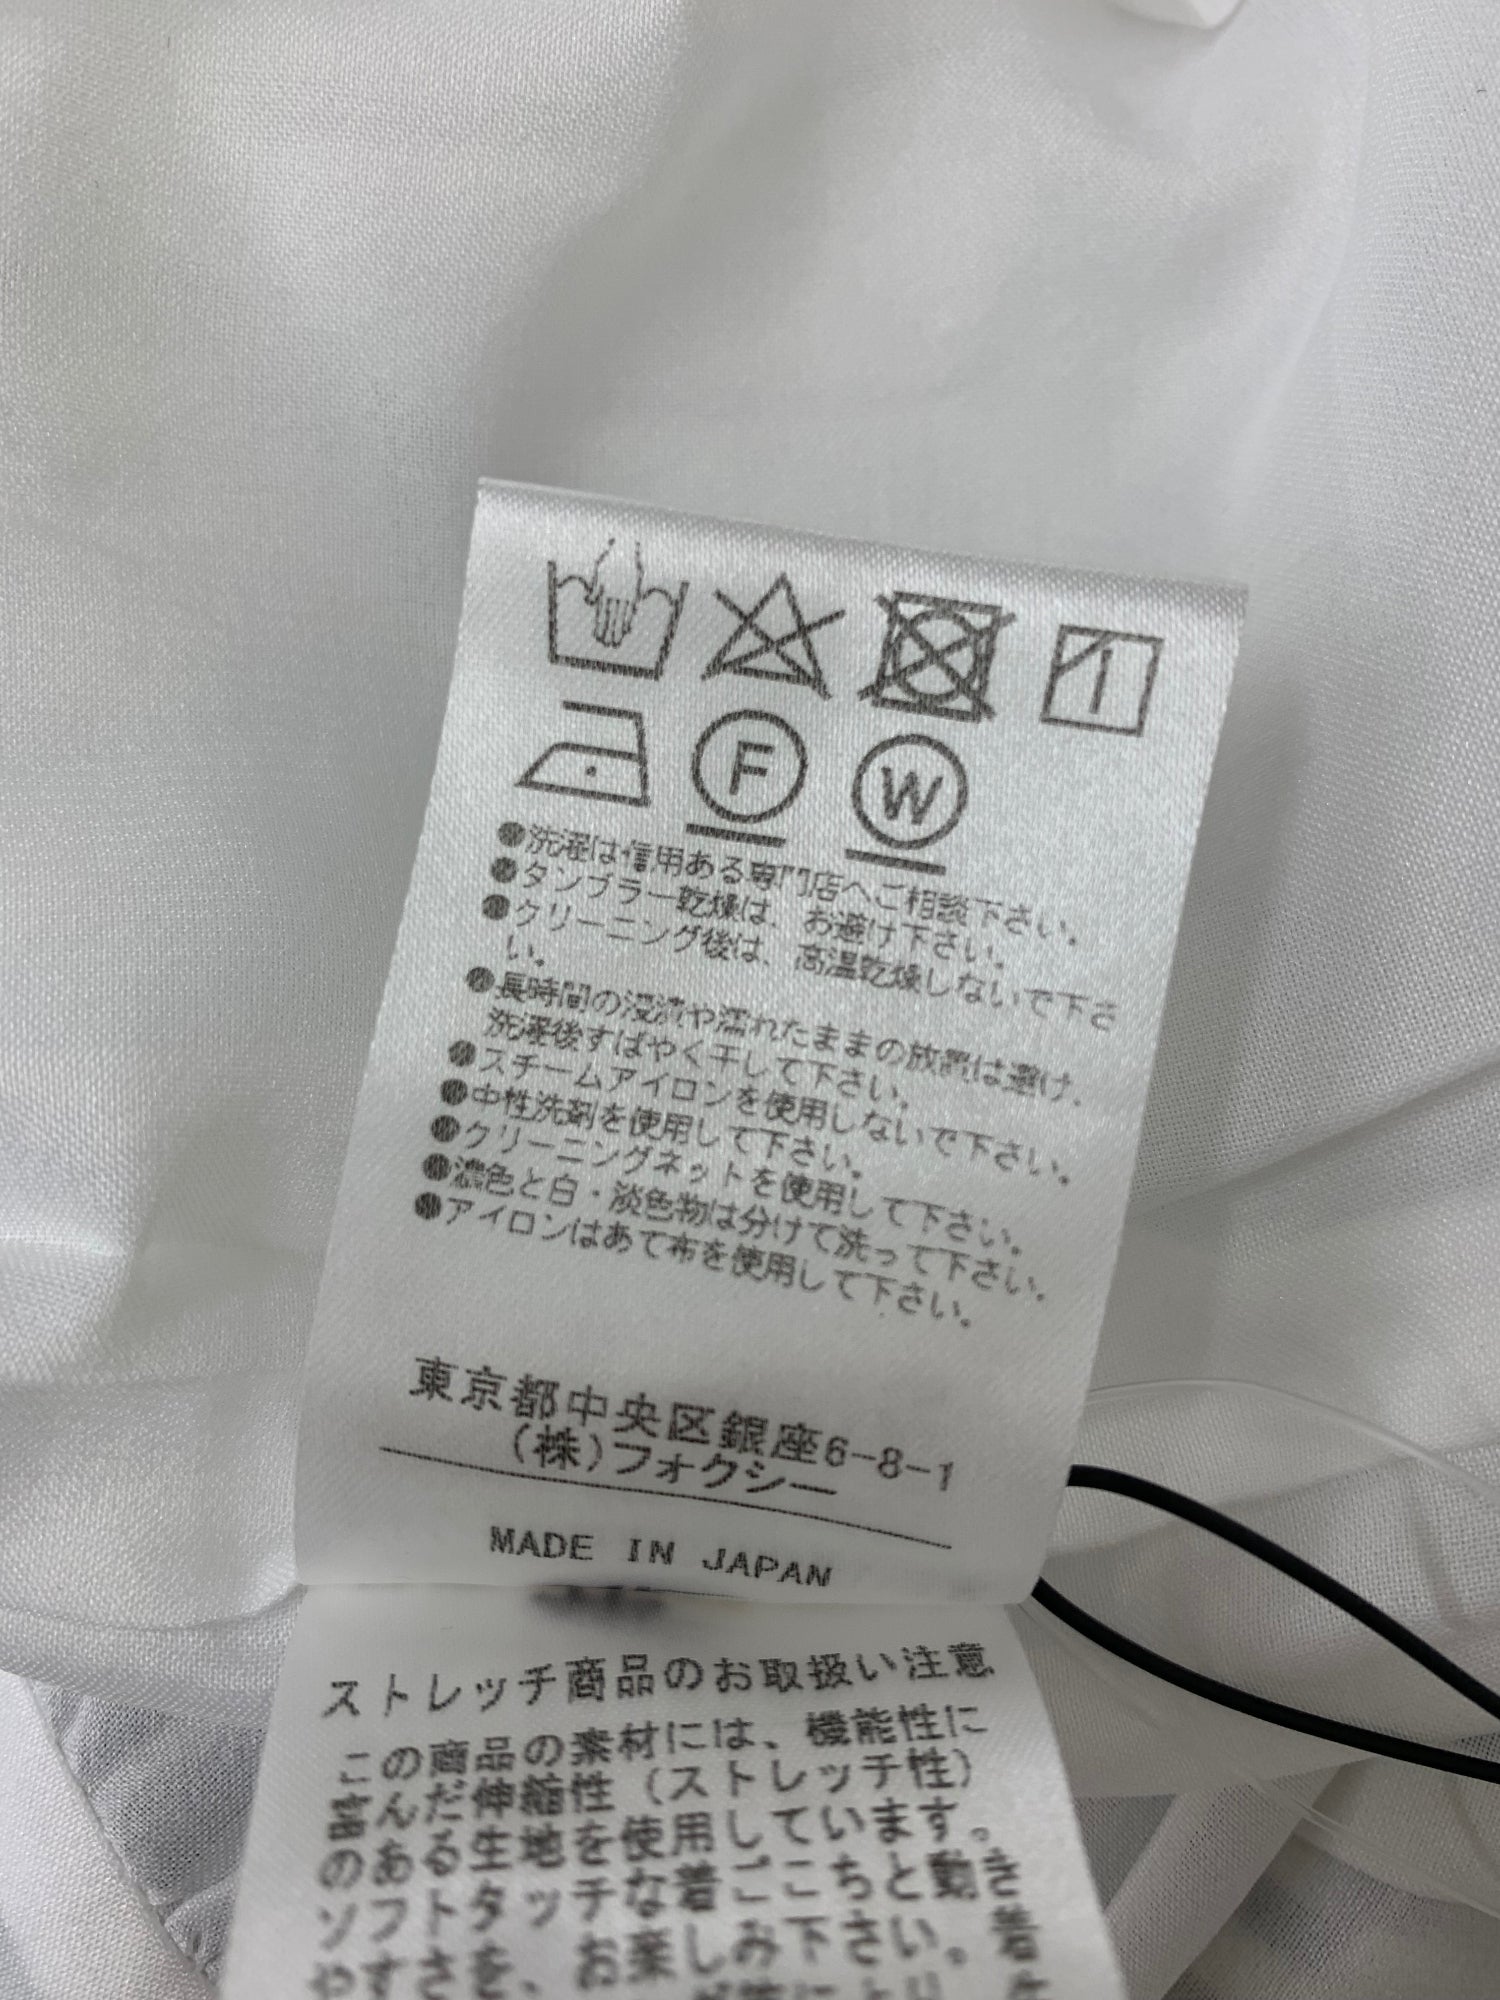 F W
●洗濯は信用ある専門店へご相談下さい。
●タンブラー乾燥は、お避け下さい。
●クリーニング後は、高温乾燥しないで下さ
い。
●長時間の浸漬や濡れたままの放置は避け、
洗濯後すばやく干して下さい。
●スチームアイロンを使用しないで下さい。
●中性洗剤を使用して下さい。
●クリーニングネットを使用して下さい。
●濃色と白・淡色物は分けて洗って下さい。
●アイロンはあて布を使用して下さい。
東京都中央区銀座6-8-1
(株)フォクシー
MADE IN JAPAN
ストレッチ商品のお取扱い注意
この商品の素材には、機能性に
富んだ伸縮性（ストレッチ性）
のある生地を使用しています。
ソフトタッチな着ごこちと動き
やすさを、お楽しみ下さい。着